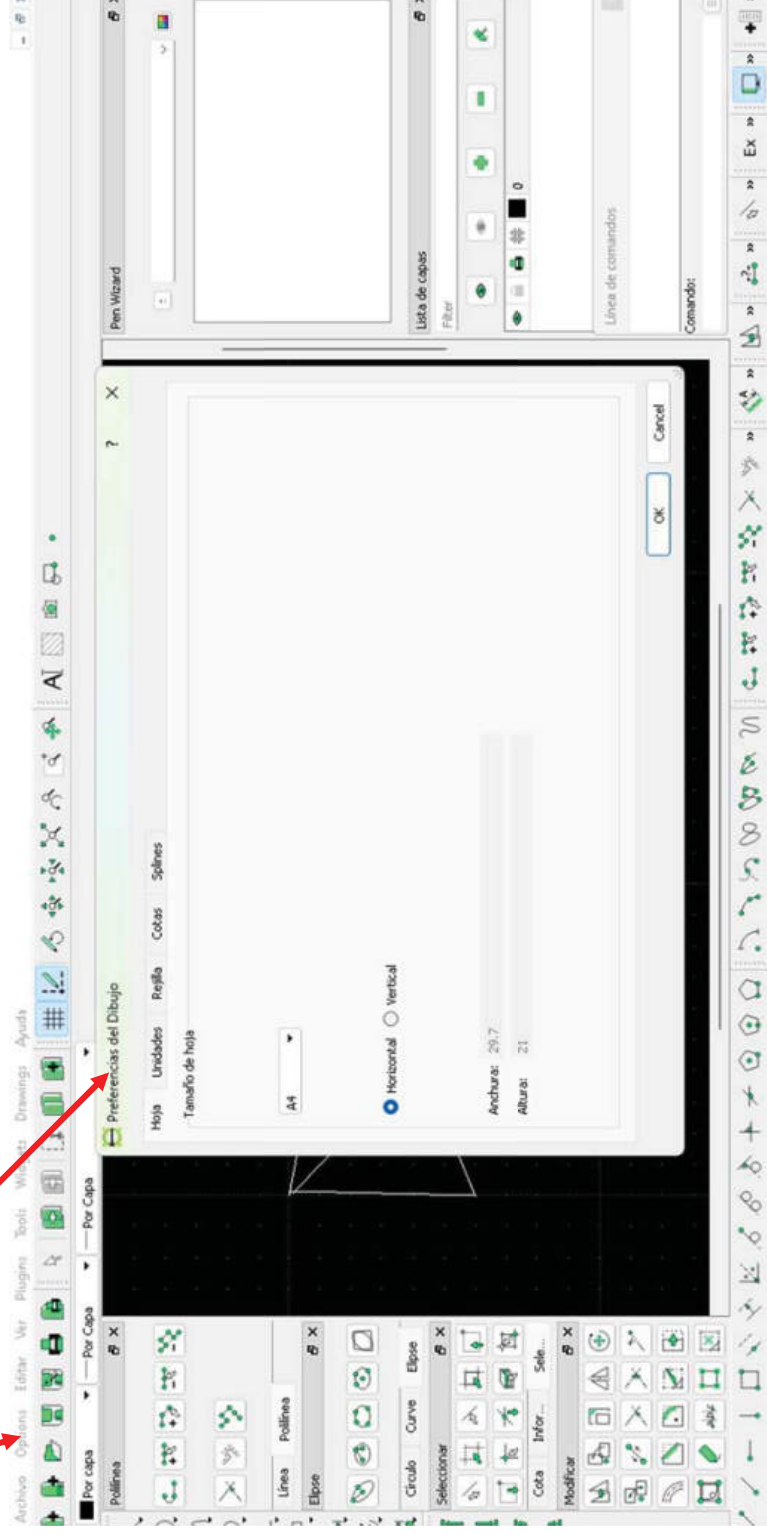 Archivo Options Editar Ver Plugins Tools Widgets Drawings Ayuda
Por capa
Por Capa
Por Capa
Polilínea
Línea Polilínea
Elipse
Círculo Curve Elipse
Seleccionar
Cota Infor... Sele...
Modificar
Preferencias del Dibujo
Hoja Unidades Rejilla Cotas Splines
Tamaño de hoja
A4
Horizontal Vertical
Anchura: 29.7
Altura: 21
OK Cancel
Pen Wizard
Lista de capas
Filter
0
Línea de comandos
Comando:
Ex